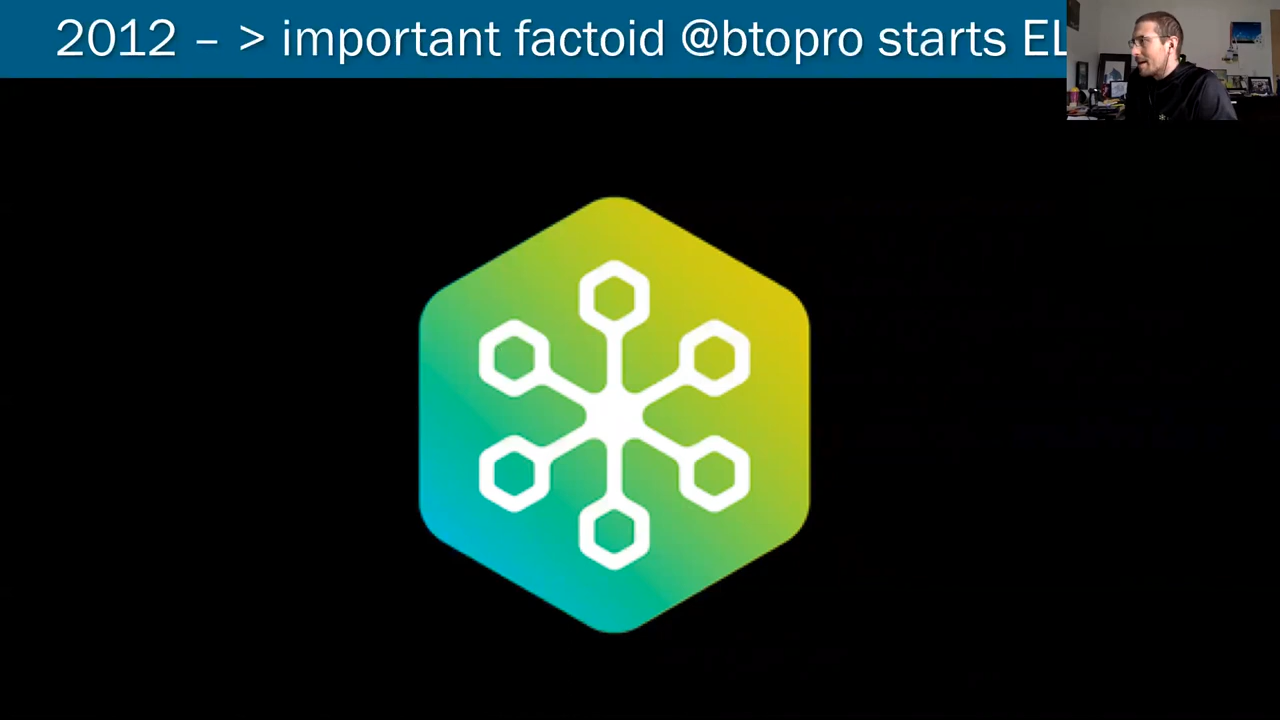 2012 – > important factoid @btopro starts EL